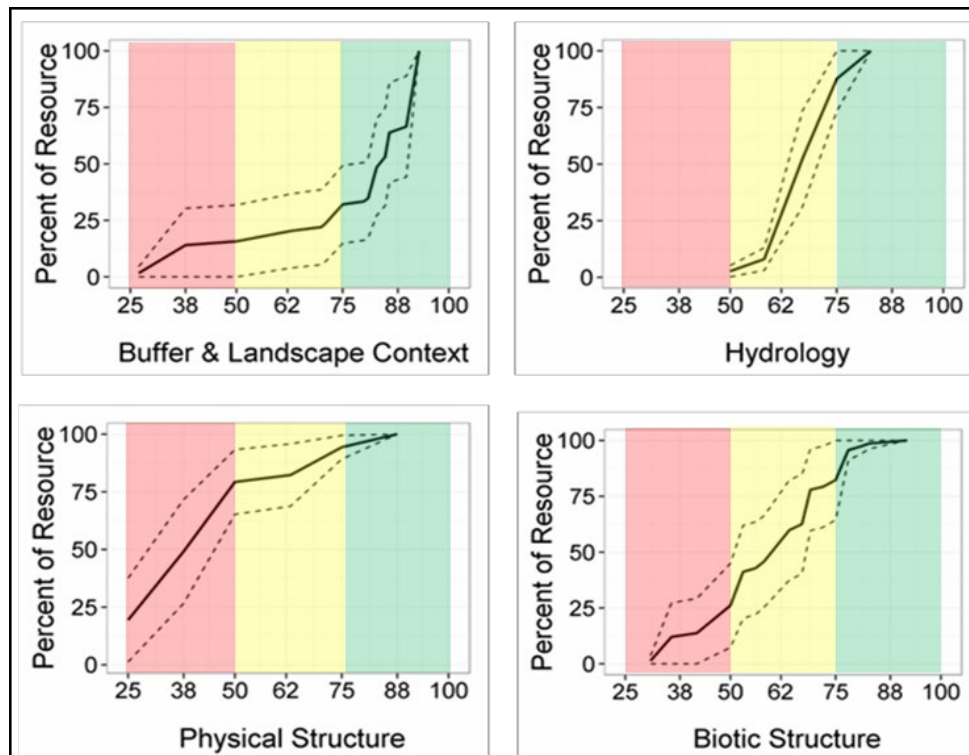 Percent of Resource
100
75
50
25
0
25 38 50 62 75 88 100
Buffer & Landscape Context
Percent of Resource
100
75
50
25
0
25 38 50 62 75 88 100
Hydrology
Percent of Resource
100
75
50
25
0
25 38 50 62 75 88 100
Physical Structure
Percent of Resource
100
75
50
25
0
25 38 50 62 75 88 100
Biotic Structure